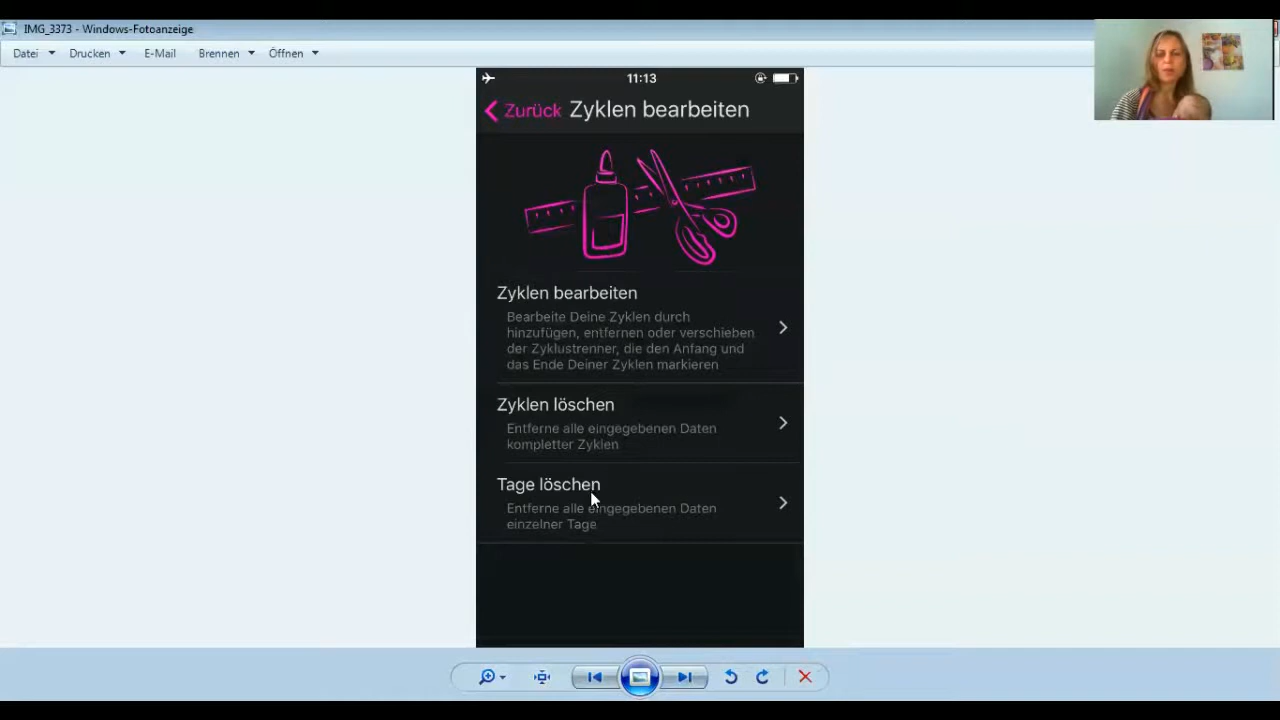 IMG_3373 - Windows-Fotoanzeige
Datei Drucken E-Mail Brennen Öffnen
11:13
Zurück Zyklen bearbeiten
Zyklen bearbeiten
Bearbeite Deine Zyklen durch
hinzufügen, entfernen oder verschieben
der Zyklustrenner, die den Anfang und
das Ende Deiner Zyklen markieren
Zyklen löschen
Entferne alle eingegebenen Daten
kompletter Zyklen
Tage löschen
Entferne alle eingegebenen Daten
einzelner Tage